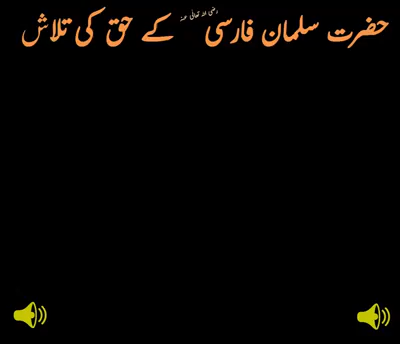 حضرت سلمان فارسی رضی اللہ تعالیٰ عنہ کے حق کی تلاش